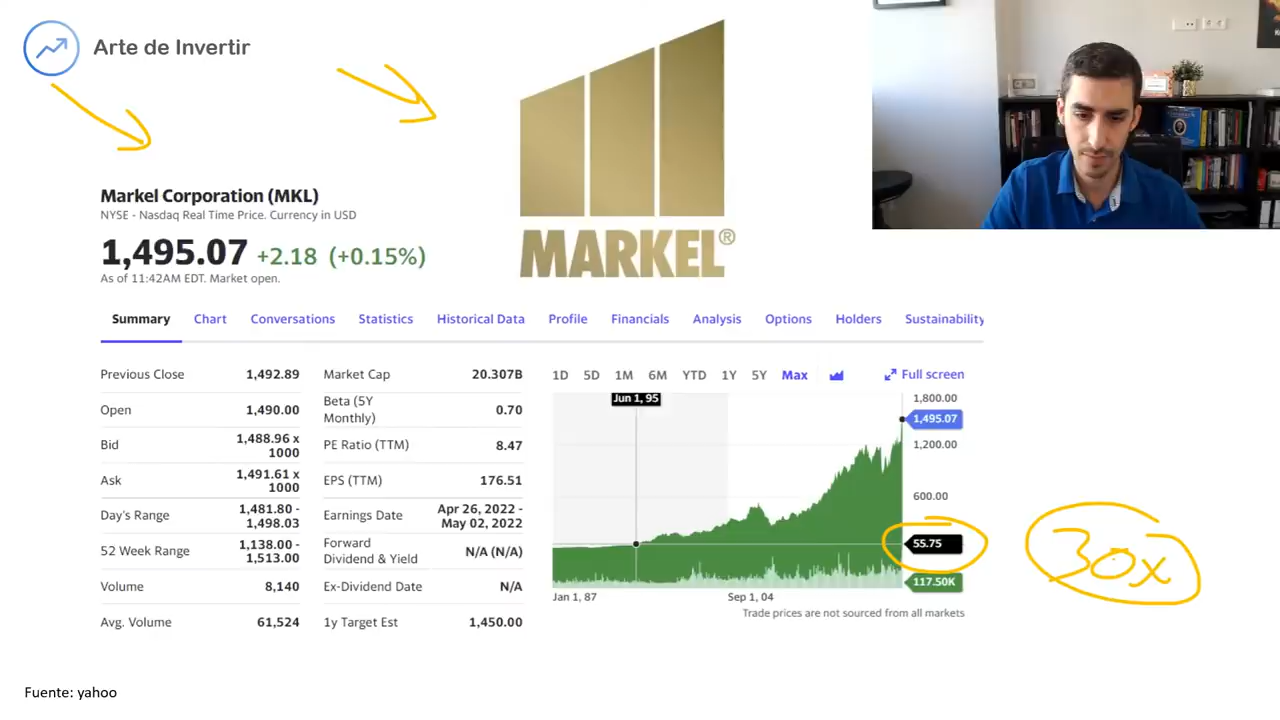 Arte de Invertir
MARKEL®
Markel Corporation (MKL)
NYSE - Nasdaq Real Time Price. Currency in USD
1,495.07 +2.18 (+0.15%)
As of 11:42AM EDT. Market open.
Summary Chart Conversations Statistics Historical Data Profile Financials Analysis Options Holders Sustainability
Previous Close 1,492.89
Open 1,490.00
Bid 1,488.96 x
1000
Ask 1,491.61 x
1000
Day's Range 1,481.80 -
1,498.03
52 Week Range 1,138.00 -
1,513.00
Volume 8,140
Avg. Volume 61,524
Market Cap 20.307B
Beta (5Y
Monthly) 0.70
PE Ratio (TTM) 8.47
EPS (TTM) 176.51
Earnings Date Apr 26, 2022 -
May 02, 2022
Forward
Dividend & Yield N/A (N/A)
Ex-Dividend Date N/A
1y Target Est 1,450.00
1D 5D 1M 6M YTD 1Y 5Y Max Full screen
Jun 1, 95
1,800.00
1,495.07
1,200.00
600.00
55.75
117.50K
Jan 1, 87 Sep 1, 04
Trade prices are not sourced from all markets
30x
Fuente: yahoo